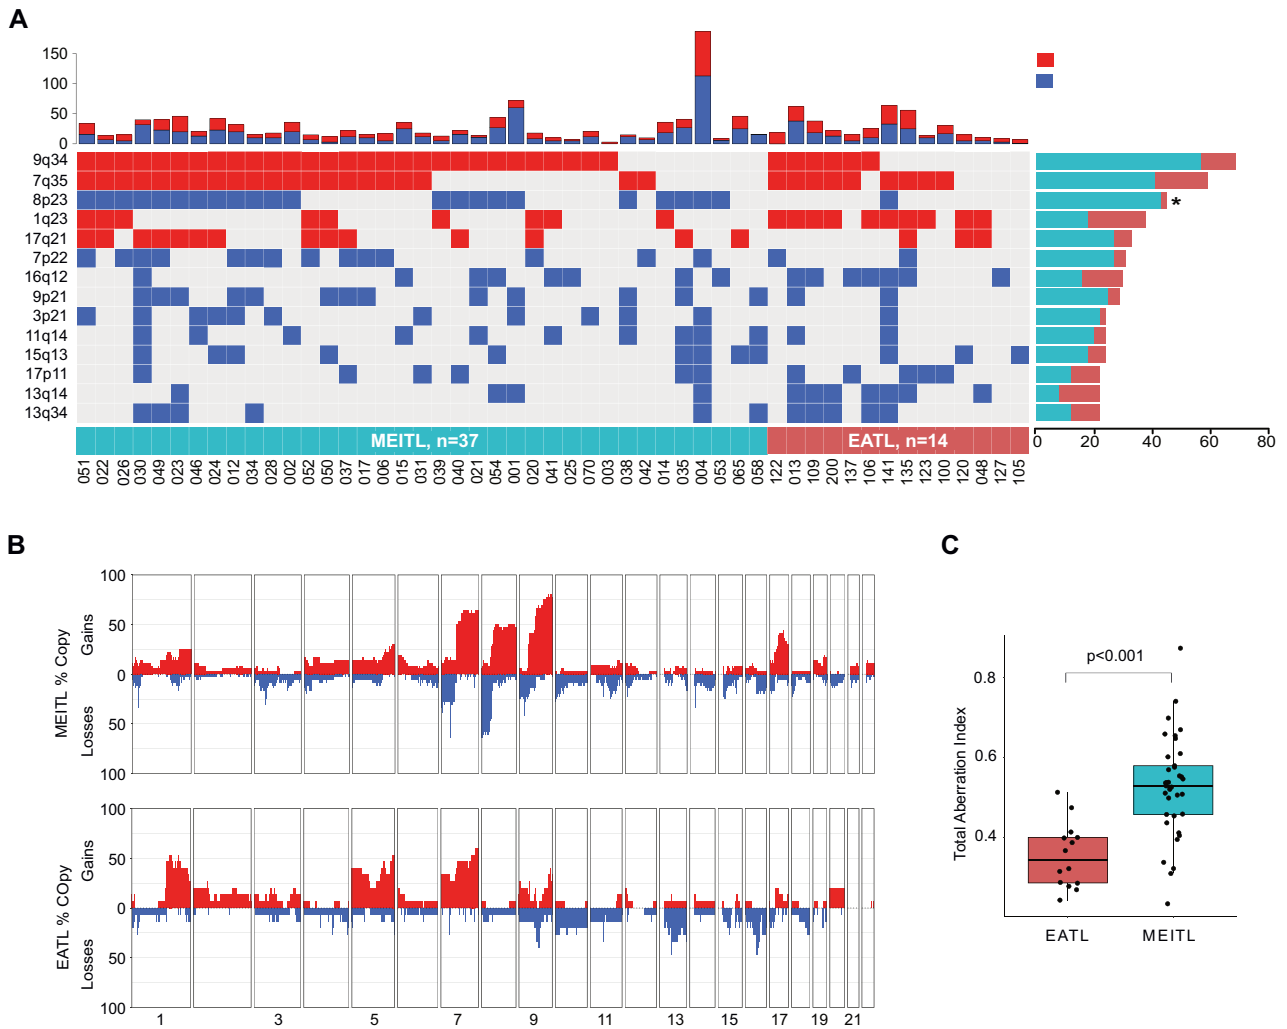 A
150
100
50
0
9q34
7q35
8p23
*
1q23
17q21
7p22
16q12
9p21
3p21
11q14
15q13
17p11
13q14
13q34
MEITL, n=37 EATL, n=14
0 20 40 60 80
051 022 026 030 049 023 046 024 012 034 028 002 052 050 037 017 006 015 031 039 040 021 054 001 020 041 025 070 003 038 042 014 035 004 053 065 058 122 013 109 200 137 106 141 135 123 100 120 048 127 105
B
MEITL % Copy
Losses Gains
100
50
0
50
100
EATL % COpy
Losses Gains
100
50
0
50
100
1 3 5 7 9 11 13 15 17 19 21
C
Total Aberration Index
p<0.001
0.8
0.6
0.4
EATL MEITL